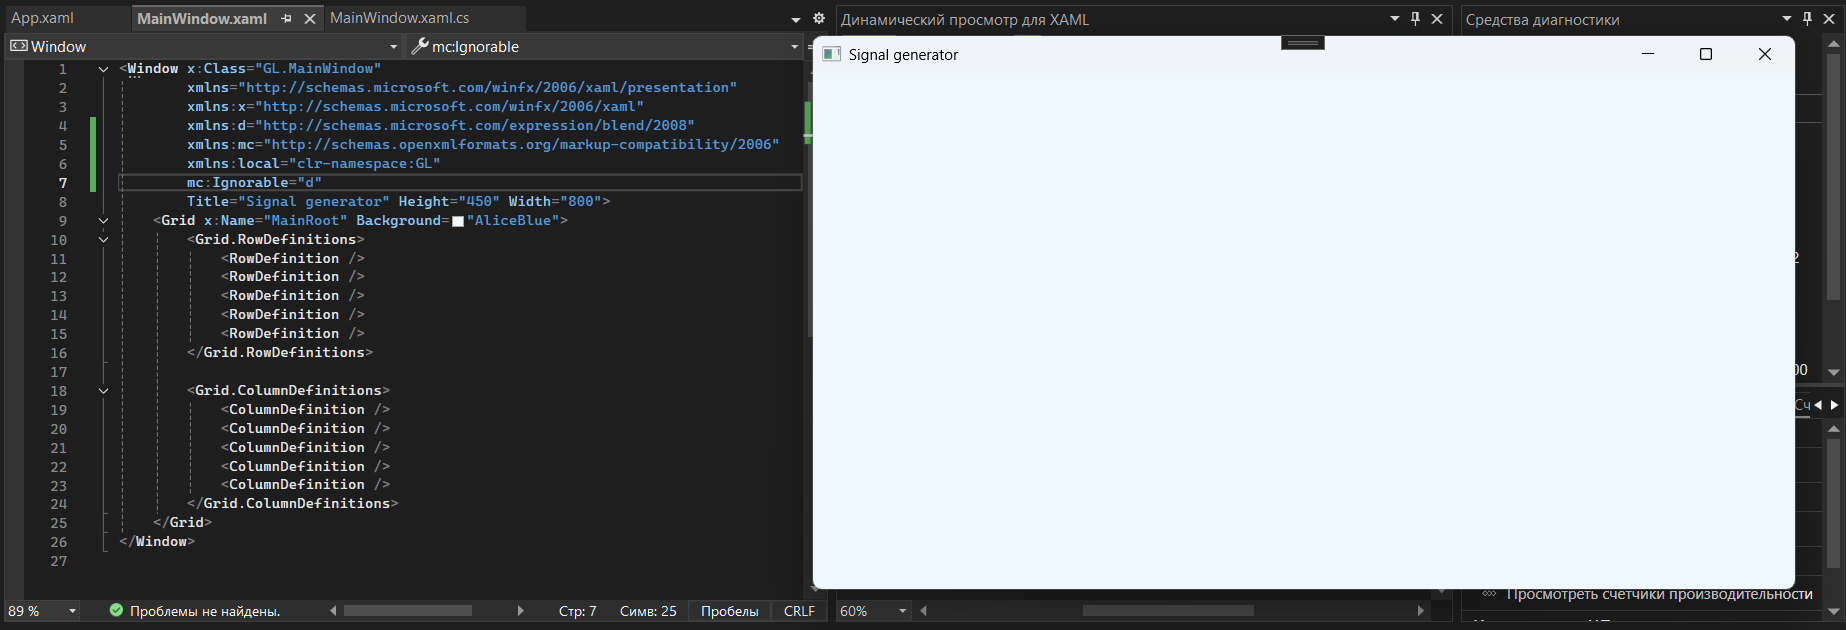 App.xaml
MainWindow.xaml
MainWindow.xaml.cs
Window
mc:Ignorable
1 <Window x:Class="GL.MainWindow"
2 xmlns="http://schemas.microsoft.com/winfx/2006/xaml/presentation"
3 xmlns:x="http://schemas.microsoft.com/winfx/2006/xaml"
4 xmlns:d="http://schemas.microsoft.com/expression/blend/2008"
5 xmlns:mc="http://schemas.openxmlformats.org/markup-compatibility/2006"
6 xmlns:local="clr-namespace:GL"
7 mc:Ignorable="d"
8 Title="Signal generator" Height="450" Width="800">
9 <Grid x:Name="MainRoot" Background="AliceBlue">
10 <Grid.RowDefinitions>
11 <RowDefinition />
12 <RowDefinition />
13 <RowDefinition />
14 <RowDefinition />
15 <RowDefinition />
16 </Grid.RowDefinitions>
17
18 <Grid.ColumnDefinitions>
19 <ColumnDefinition />
20 <ColumnDefinition />
21 <ColumnDefinition />
22 <ColumnDefinition />
23 <ColumnDefinition />
24 </Grid.ColumnDefinitions>
25 </Grid>
26 </Window>
27
89 %
Проблемы не найдены.
Стр: 7
Симв: 25
Пробелы
CRLF
Динамический просмотр для XAML
Signal generator
60%
Средства диагностики
Просмотреть счетчики производительности